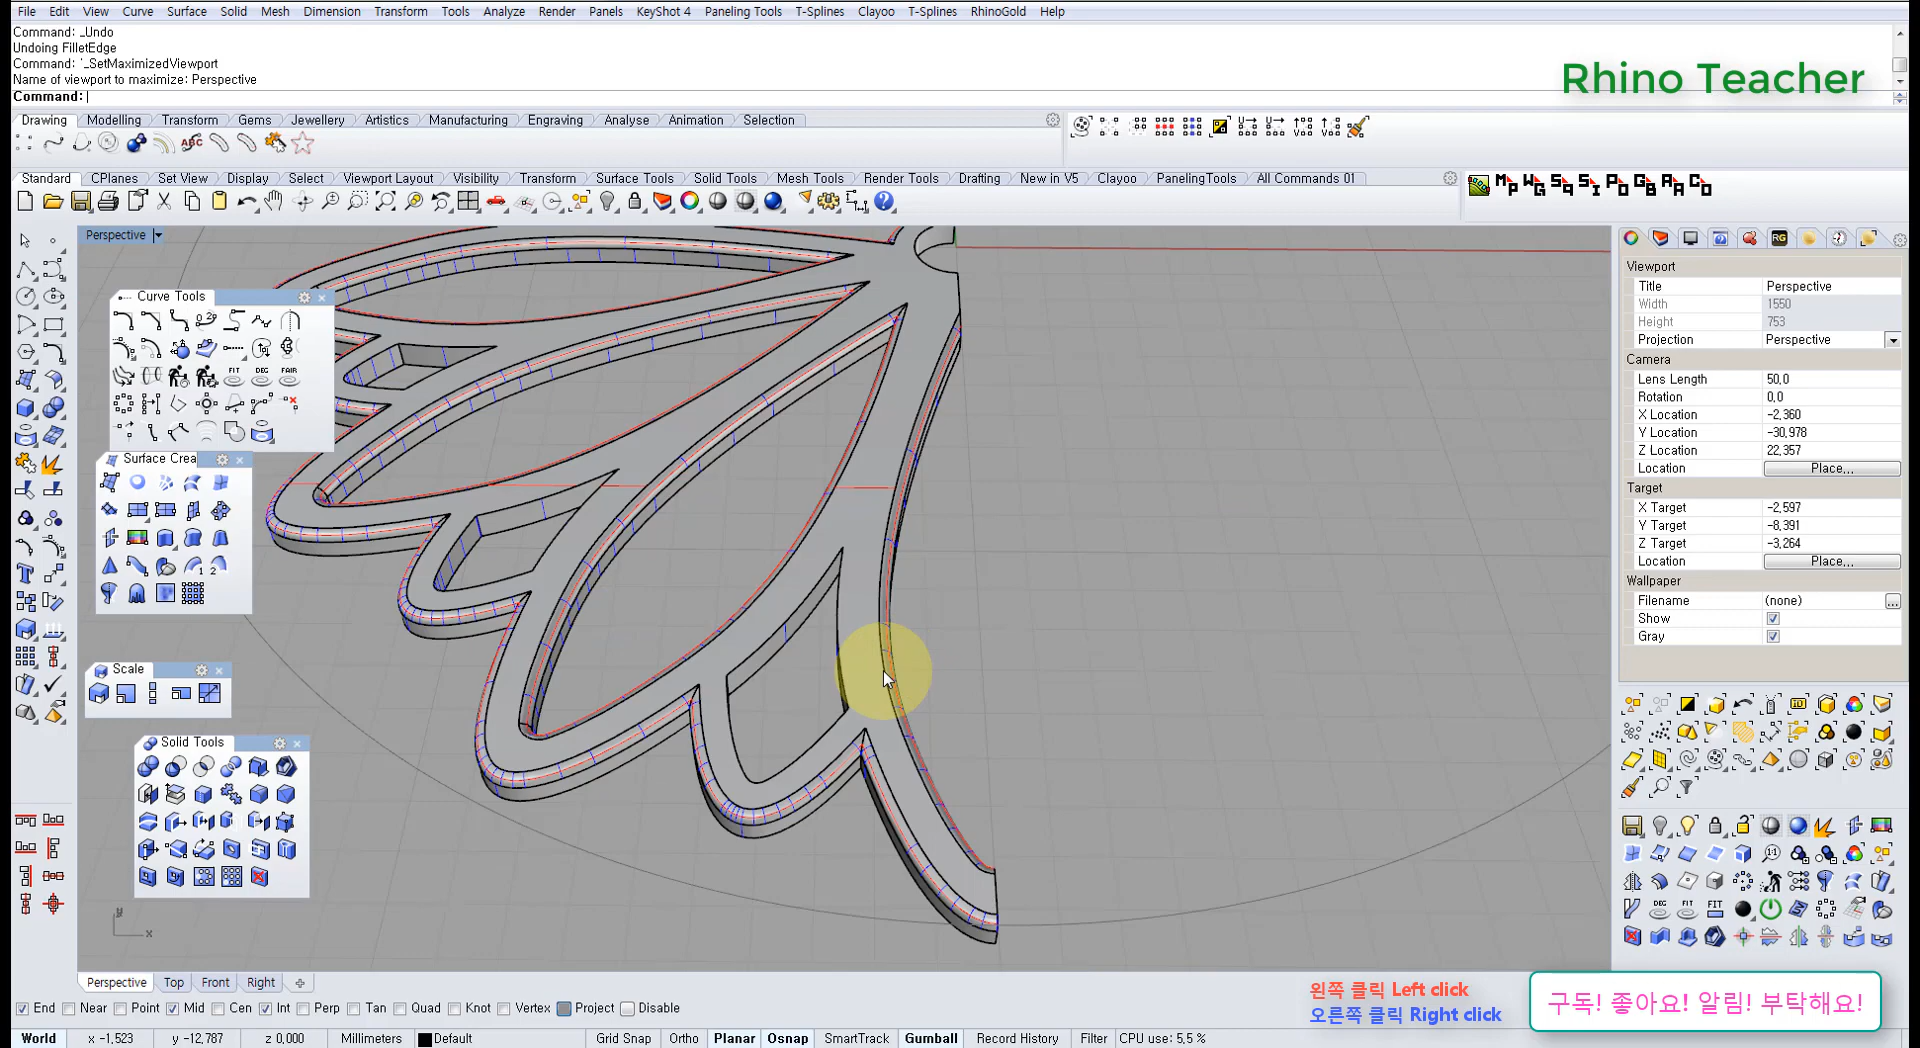 File Edit View Curve Surface Solid Mesh Dimension Transform Tools Analyze Render Panels KeyShot 4 Paneling Tools T-Splines Clayoo T-Splines RhinoGold Help
Command: _Undo
Undoing FilletEdge
Command: '_SetMaximizedViewport
Name of viewport to maximize: Perspective
Command:
Rhino Teacher
Drawing Modelling Transform Gems Jewellery Artistics Manufacturing Engraving Analyse Animation Selection
Standard CPlanes Set View Display Select Viewport Layout Visibility Transform Surface Tools Solid Tools Mesh Tools Render Tools Drafting New in V5 Clayoo PanelingTools All Commands 01
Perspective
Curve Tools
Surface Crea
Scale
Solid Tools
Viewport
Title Perspective
Width 1550
Height 753
Projection Perspective
Camera
Lens Length 50,0
Rotation 0,0
X Location -2,360
Y Location -30,978
Z Location 22,357
Location Place...
Target
X Target -2,597
Y Target -8,391
Z Target -3,264
Location Place...
Wallpaper
Filename (none) ...
Show
Gray
y
x
Perspective Top Front Right
End Near Point Mid Cen Int Perp Tan Quad Knot Vertex Project Disable
왼쪽 클릭 Left click
오른쪽 클릭 Right click
구독! 좋아요! 알림! 부탁해요!
World x -1,523 y -12,787 z 0,000 Millimeters Default Grid Snap Ortho Planar Osnap SmartTrack Gumball Record History Filter CPU use: 5,5 %